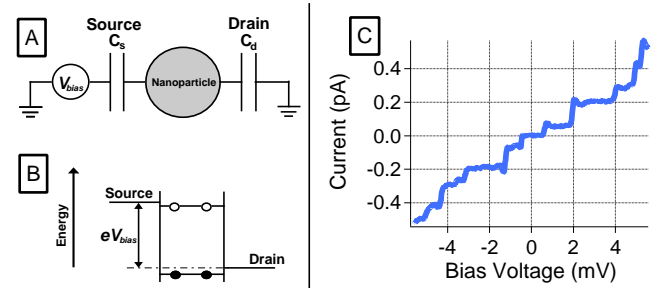 A
Source
Cs
Drain
Cd
Vbias
Nanoparticle
B
Energy
Source
eVbias
Drain
C
Current (pA)
0.4
0.2
0.0
-0.2
-0.4
-4 -2 0 2 4
Bias Voltage (mV)